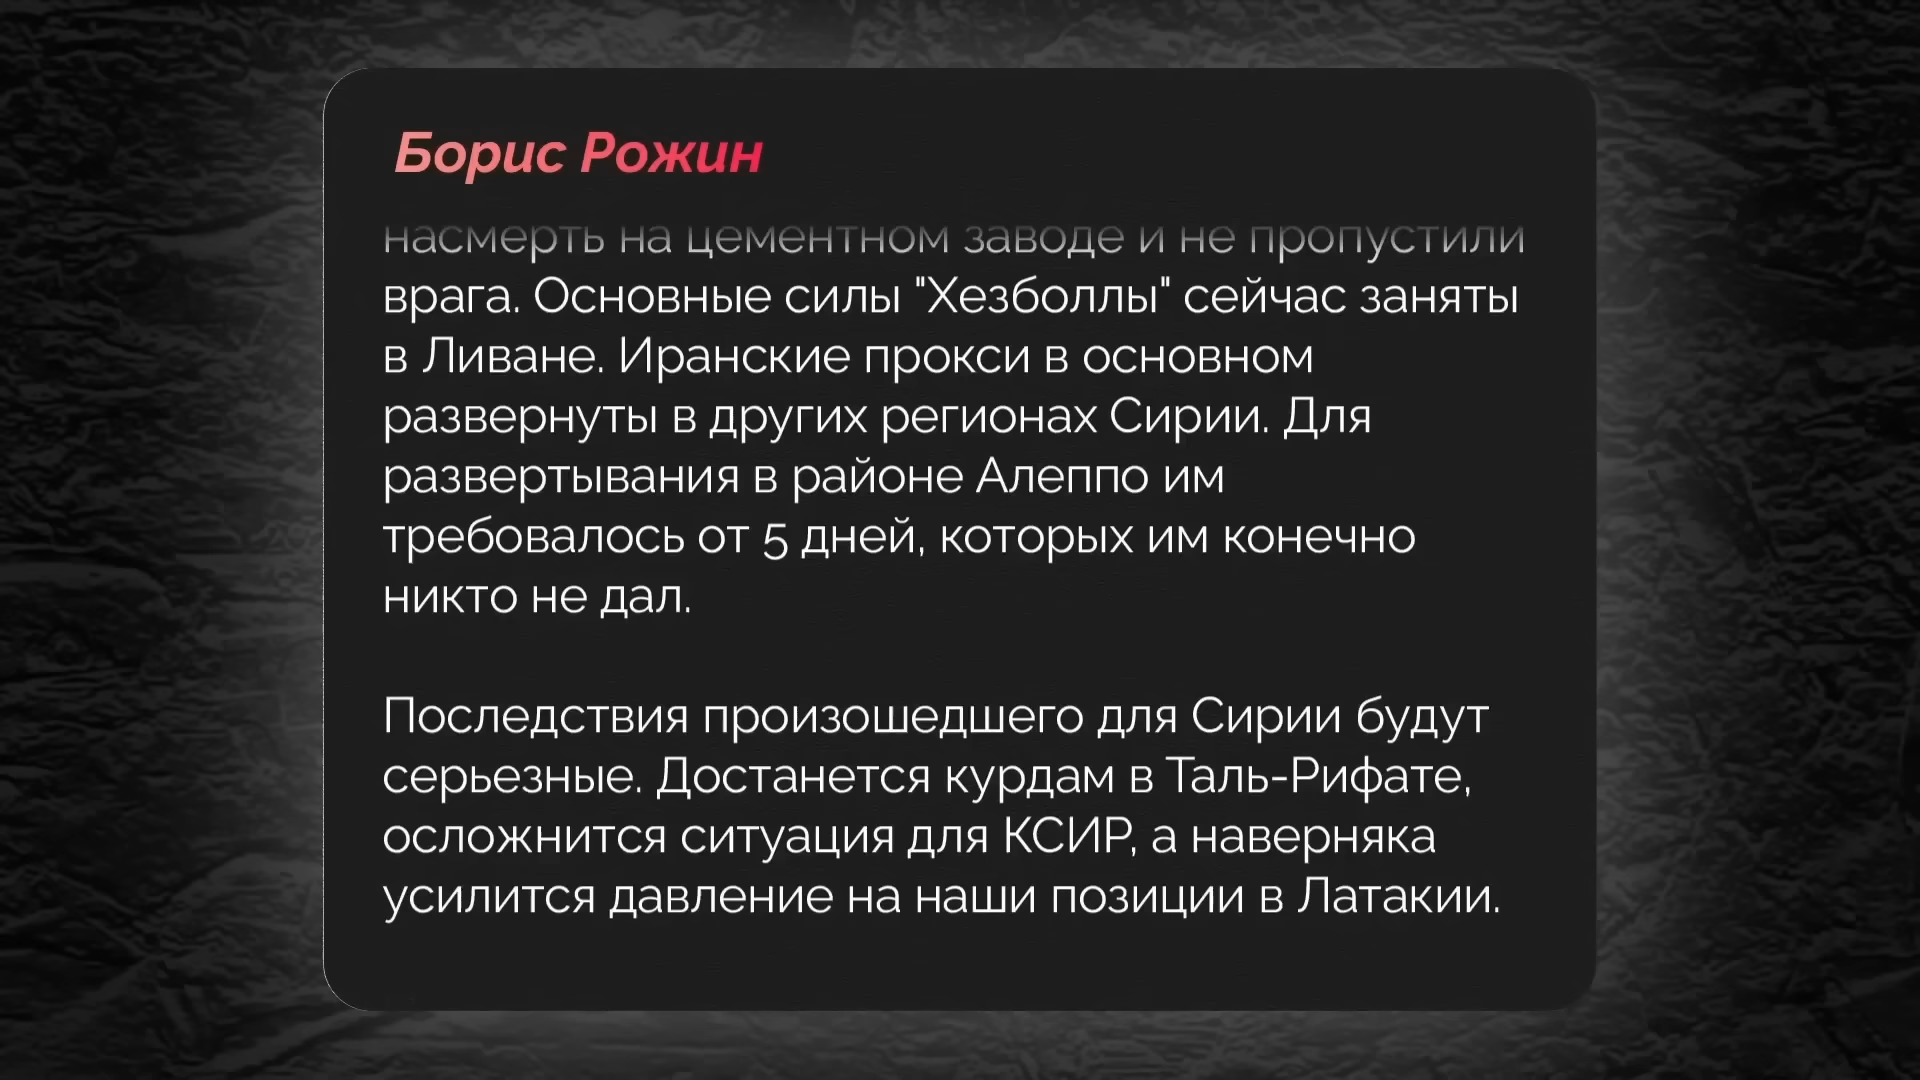 Борис Рожин
насмерть на цементном заводе и не пропустили
врага. Основные силы "Хезболлы" сейчас заняты
в Ливане. Иранские прокси в основном
развернуты в других регионах Сирии. Для
развертывания в районе Алеппо им
требовалось от 5 дней, которых им конечно
никто не дал.
Последствия произошедшего для Сирии будут
серьезные. Достанется курдам в Таль-Рифате,
осложнится ситуация для КСИР, а наверняка
усилится давление на наши позиции в Латакии.